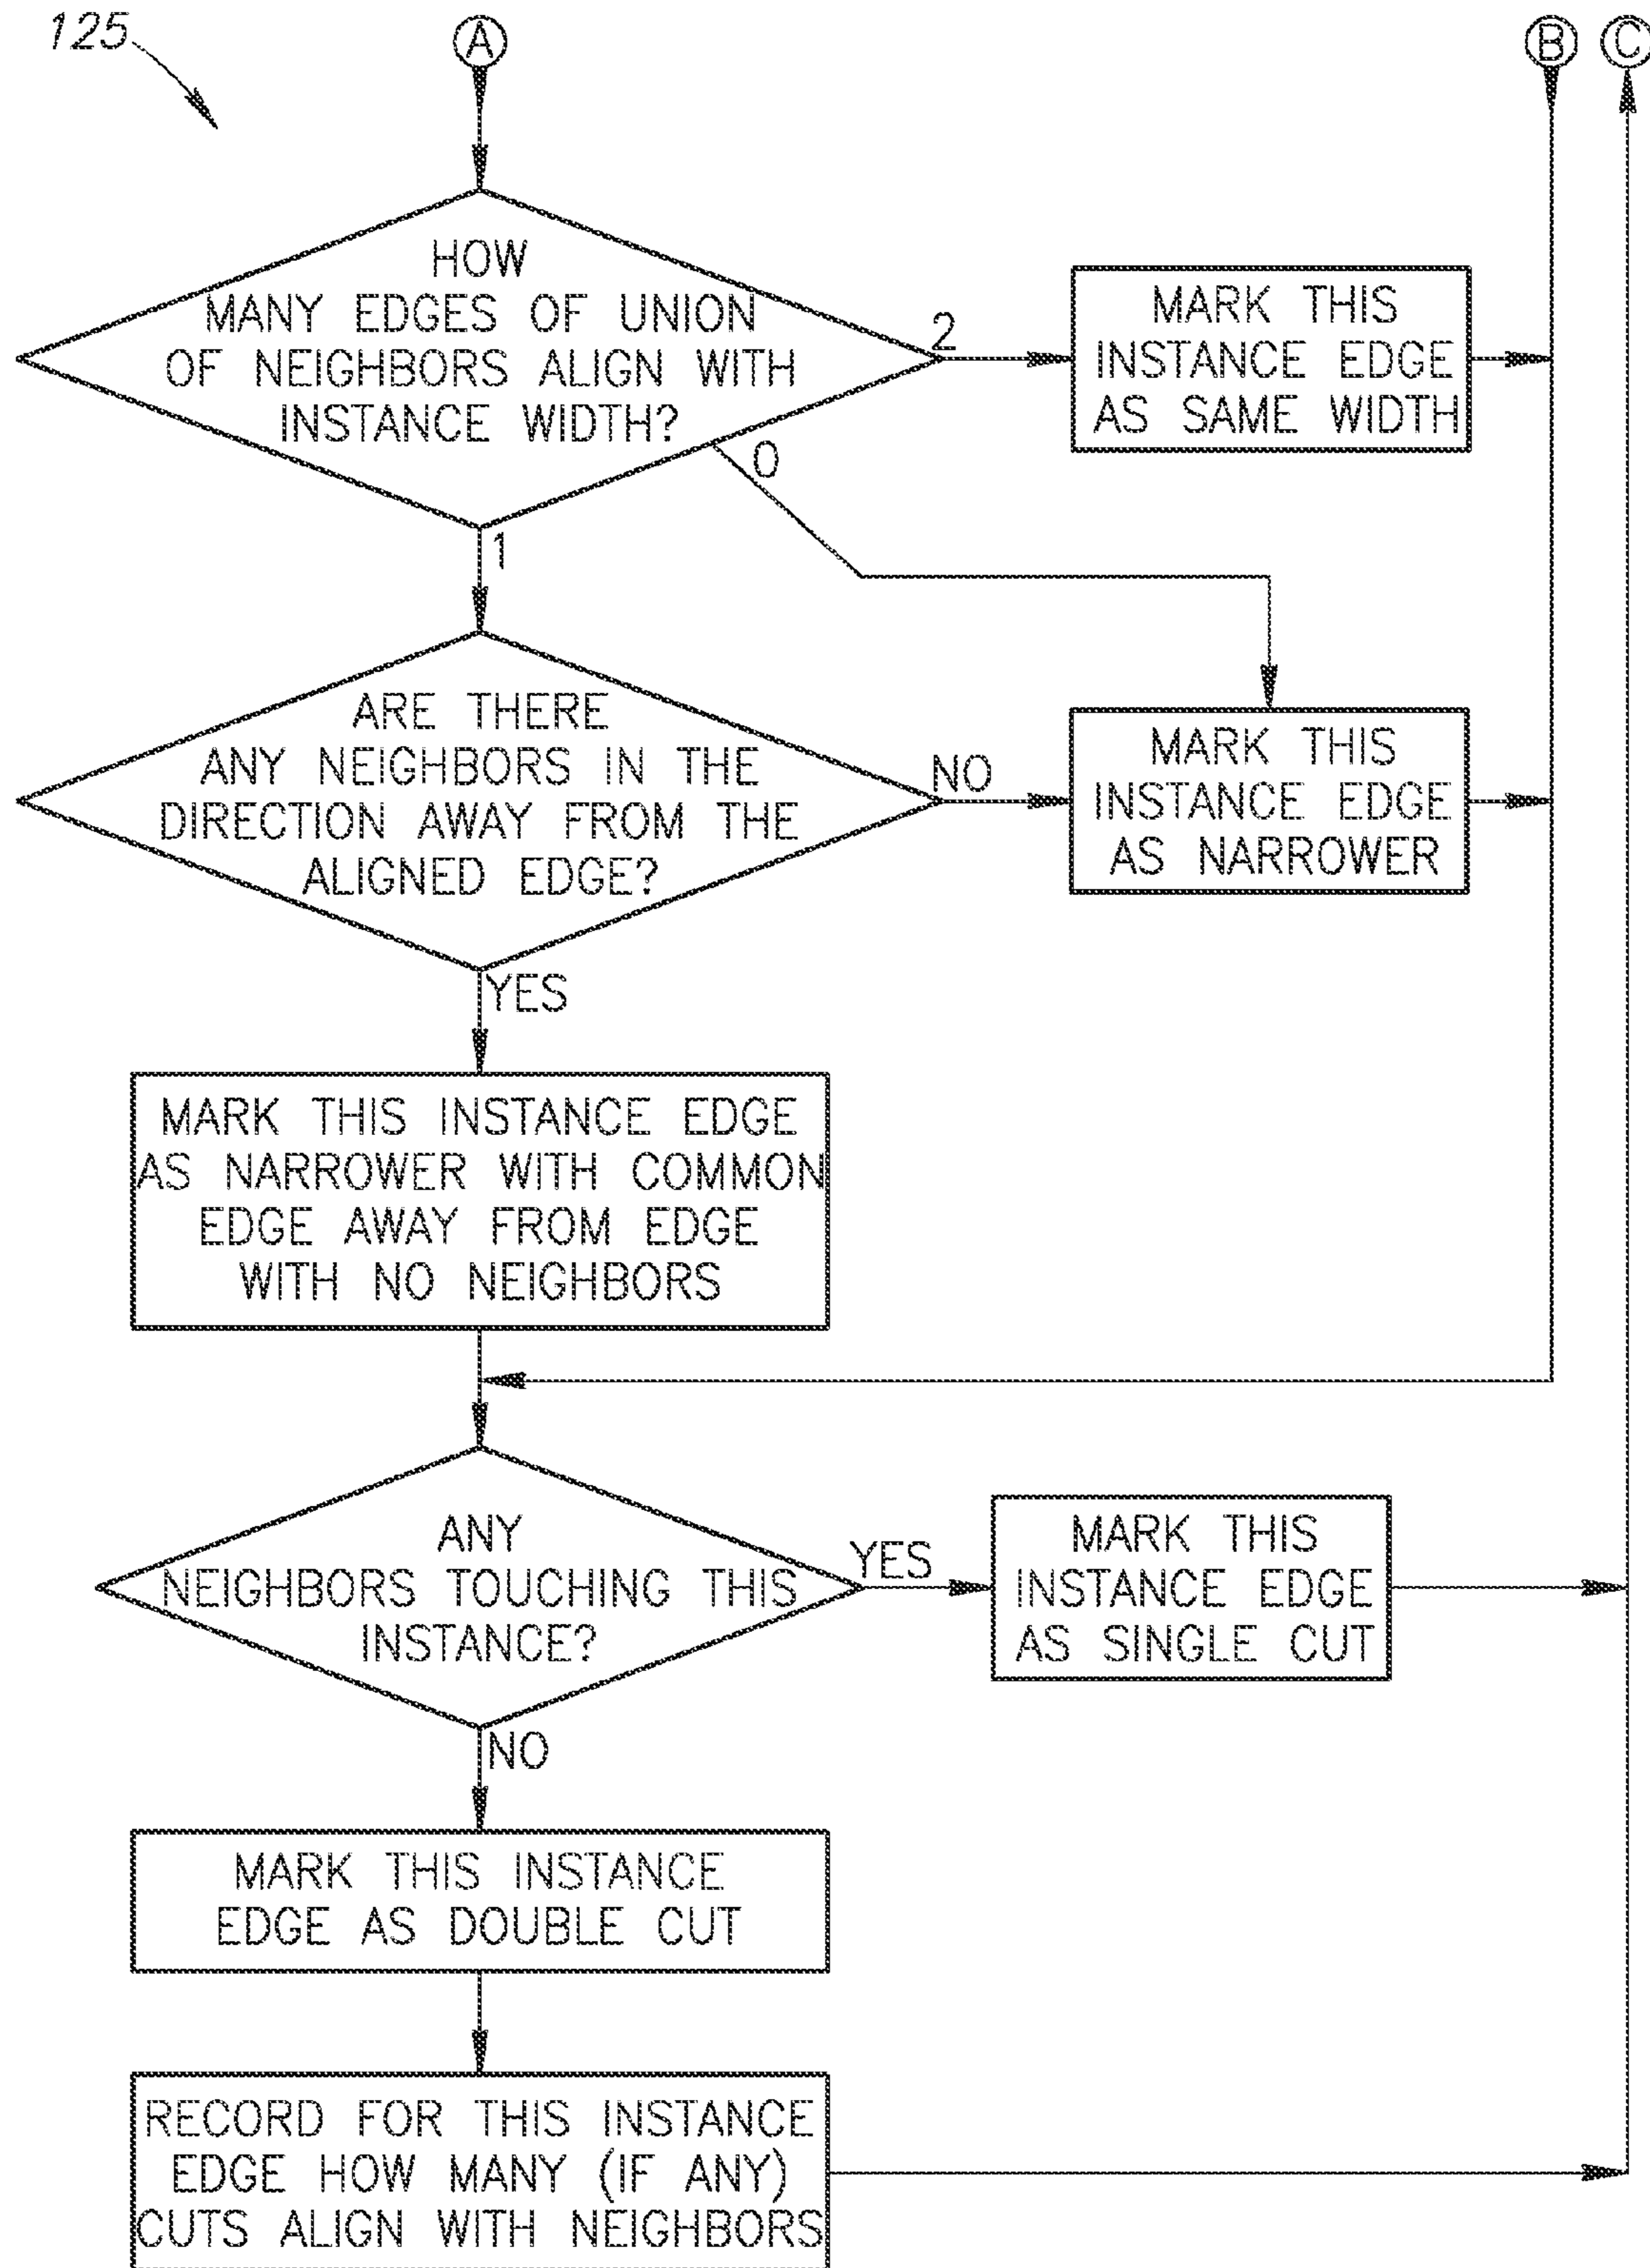 125
A
B
C
HOW
MANY EDGES OF UNION
OF NEIGHBORS ALIGN WITH
INSTANCE WIDTH?
2
MARK THIS
INSTANCE EDGE
AS SAME WIDTH
0
1
ARE THERE
ANY NEIGHBORS IN THE
DIRECTION AWAY FROM THE
ALIGNED EDGE?
NO
MARK THIS
INSTANCE EDGE
AS NARROWER
YES
MARK THIS INSTANCE EDGE
AS NARROWER WITH COMMON
EDGE AWAY FROM EDGE
WITH NO NEIGHBORS
ANY
NEIGHBORS TOUCHING THIS
INSTANCE?
YES
MARK THIS
INSTANCE EDGE
AS SINGLE CUT
NO
MARK THIS INSTANCE
EDGE AS DOUBLE CUT
RECORD FOR THIS INSTANCE
EDGE HOW MANY (IF ANY)
CUTS ALIGN WITH NEIGHBORS